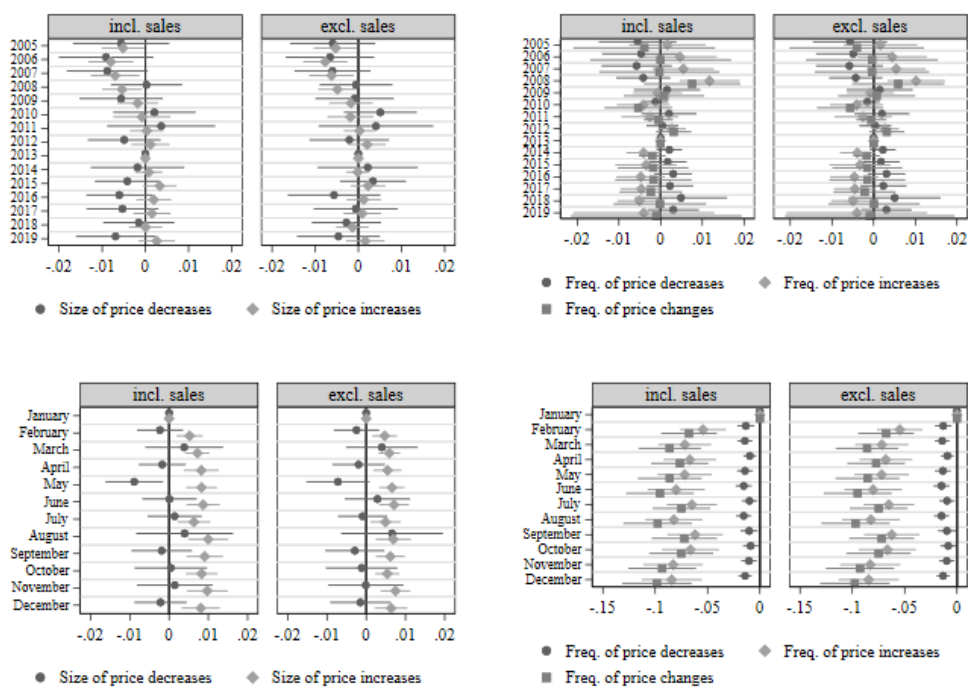 incl. sales excl. sales
2005
2006
2007
2008
2009
2010
2011
2012
2013
2014
2015
2016
2017
2018
2019
-.02 -.01 0 .01 .02 -.02 -.01 0 .01 .02
Size of price decreases Size of price increases
incl. sales excl. sales
2005
2006
2007
2008
2009
2010
2011
2012
2013
2014
2015
2016
2017
2018
2019
-.02 -.01 0 .01 .02 -.02 -.01 0 .01 .02
Freq. of price decreases Freq. of price increases
Freq. of price changes
incl. sales excl. sales
January
February
March
April
May
June
July
August
September
October
November
December
-.02 -.01 0 .01 .02 -.02 -.01 0 .01 .02
Size of price decreases Size of price increases
incl. sales excl. sales
January
February
March
April
May
June
July
August
September
October
November
December
-.15 -.1 -.05 0 -.15 -.1 -.05 0
Freq. of price decreases Freq. of price increases
Freq. of price changes